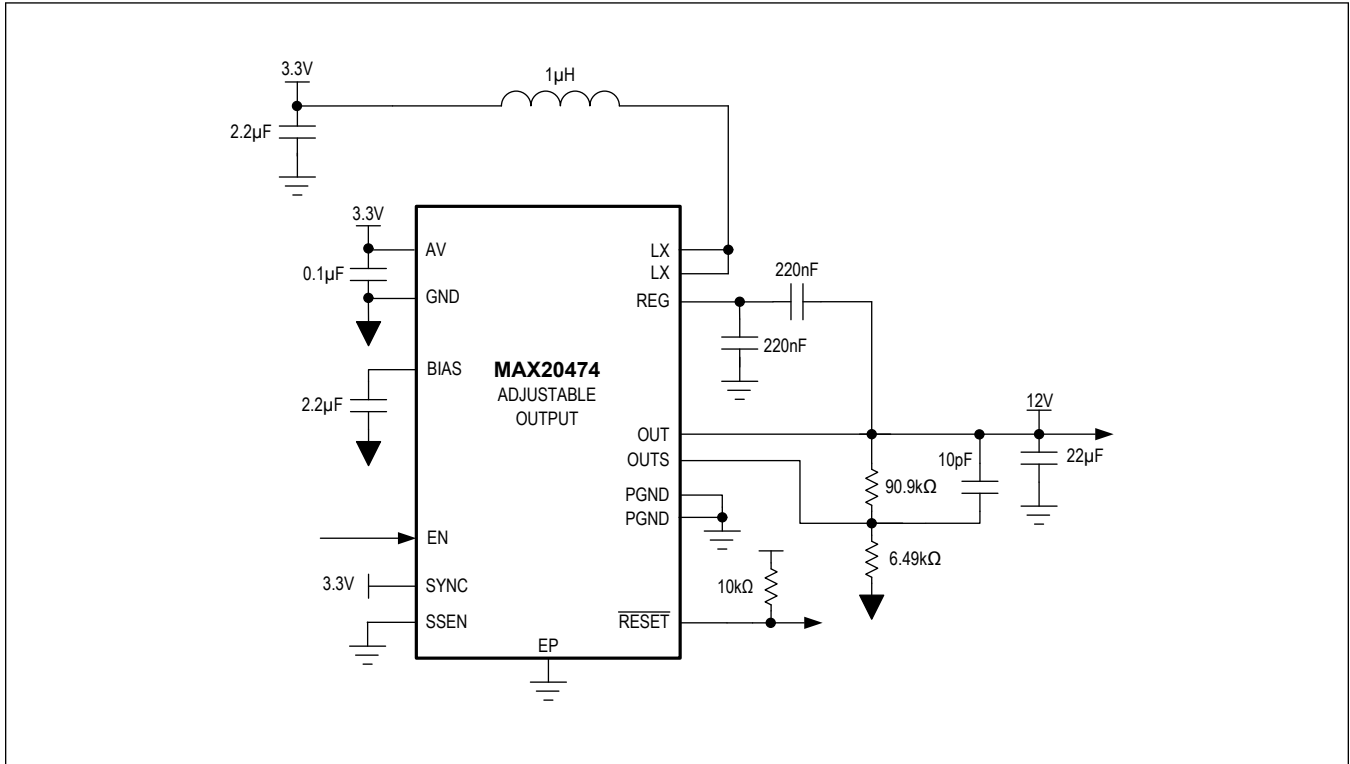 3.3V
1µH
2.2µF
3.3V
AV
LX
0.1µF
LX
220nF
GND
REG
220nF
BIAS
MAX20474
ADJUSTABLE
OUTPUT
2.2µF
12V
OUT
10pF
22µF
OUTS
90.9kΩ
PGND
PGND
EN
6.49kΩ
3.3V
SYNC
10kΩ
SSEN
RESET
EP